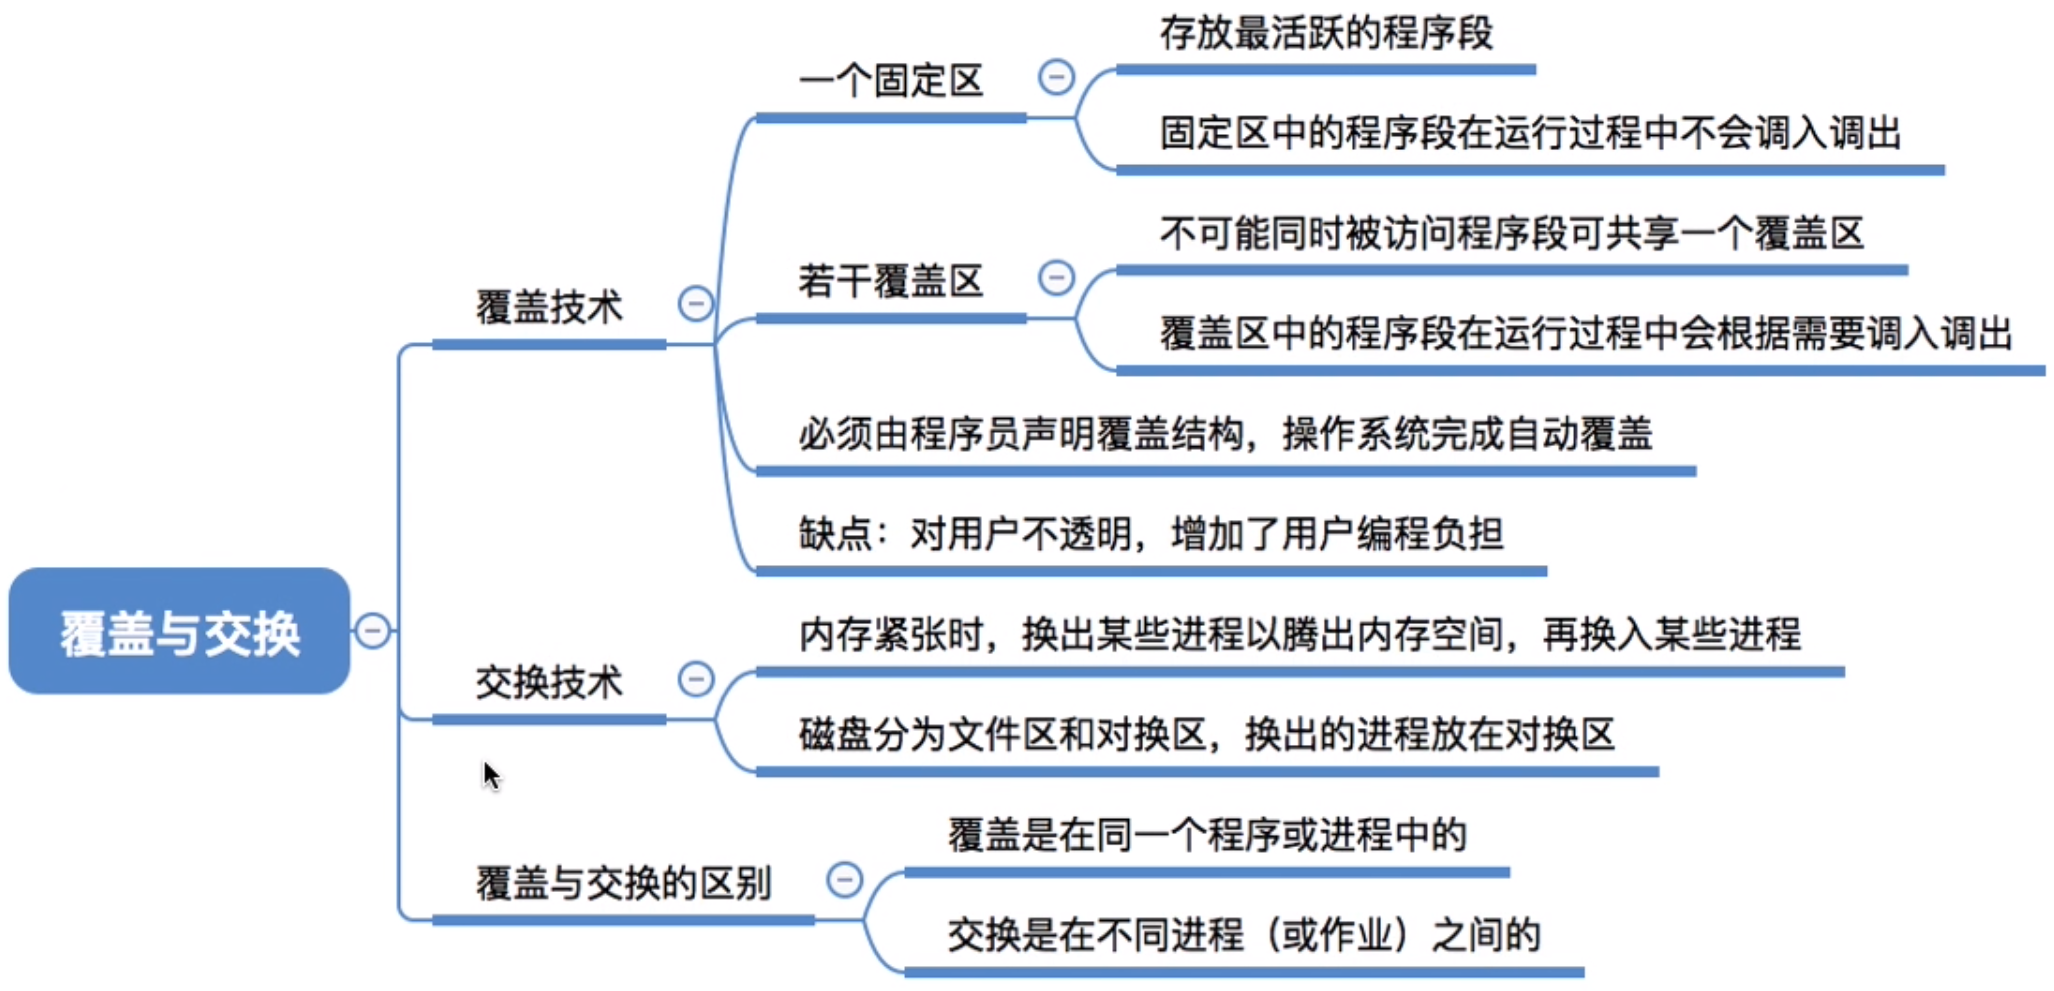 覆盖与交换
覆盖技术
一个固定区
存放最活跃的程序段
固定区中的程序段在运行过程中不会调入调出
若干覆盖区
不可能同时被访问程序段可共享一个覆盖区
覆盖区中的程序段在运行过程中会根据需要调入调出
必须由程序员声明覆盖结构，操作系统完成自动覆盖
缺点：对用户不透明，增加了用户编程负担
交换技术
内存紧张时，换出某些进程以腾出内存空间，再换入某些进程
磁盘分为文件区和对换区，换出的进程放在对换区
覆盖与交换的区别
覆盖是在同一个程序或进程中的
交换是在不同进程（或作业）之间的